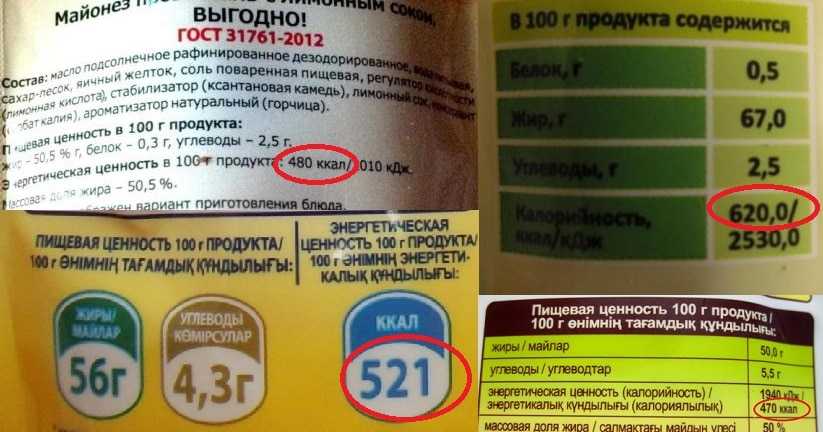 Майонез
ЛИМОННЫМ СОКОМ,
ВЫГОДНО!
ГОСТ 31761-2012
Состав: масло подсолнечное рафинированное дезодорированное,
сахар-песок, яичный желток, соль поваренная пищевая, регулятор кислотности
(лимонная кислота), стабилизатор (ксантановая камедь), лимонный сок,
калия), ароматизатор натуральный (горчица).
Пищевая ценность в 100 г продукта:
жир – 50,5 % г, белок – 0,3 г, углеводы – 2,5 г.
Энергетическая ценность в 100 г продукта: 480 ккал/ 010 кДж.
Массовая доля жира – 50,5 %.
вариант приготовления блюда.
В 100 г продукта содержится
Белок, г 0,5
Жир, г 67,0
Углеводы, г 2,5
Калорийность, 620,0/
ккал/кДж 2530,0
ПИЩЕВАЯ ЦЕННОСТЬ 100 г ПРОДУКТА/
100 г ӨНІМНІҢ ТАҒАМДЫҚ ҚҰНДЫЛЫҒЫ:
ЭНЕРГЕТИЧЕСКАЯ
ЦЕННОСТЬ 100 г ПРОДУКТА/
100 г ӨНІМНІҢ ЭНЕРГЕТИ-
КАЛЫҚ ҚҰНДЫЛЫҒЫ:
ЖИРЫ/
МАЙЛАР
56г
УГЛЕВОДЫ
КӨМІРСУЛАР
4,3г
ККАЛ
521
Пищевая ценность 100 г продукта /
100 г өнімнің тағамдық құндылығы:
жиры / майлар 50,0 г
углеводы / углеводтар 5,5 г
энергетическая ценность (калорийность) / 1940 кДж /
энергетикалық құндылығы (калориялылық) 470 ккал
массовая доля жира / салмақтағы майдың үлесі 50 %